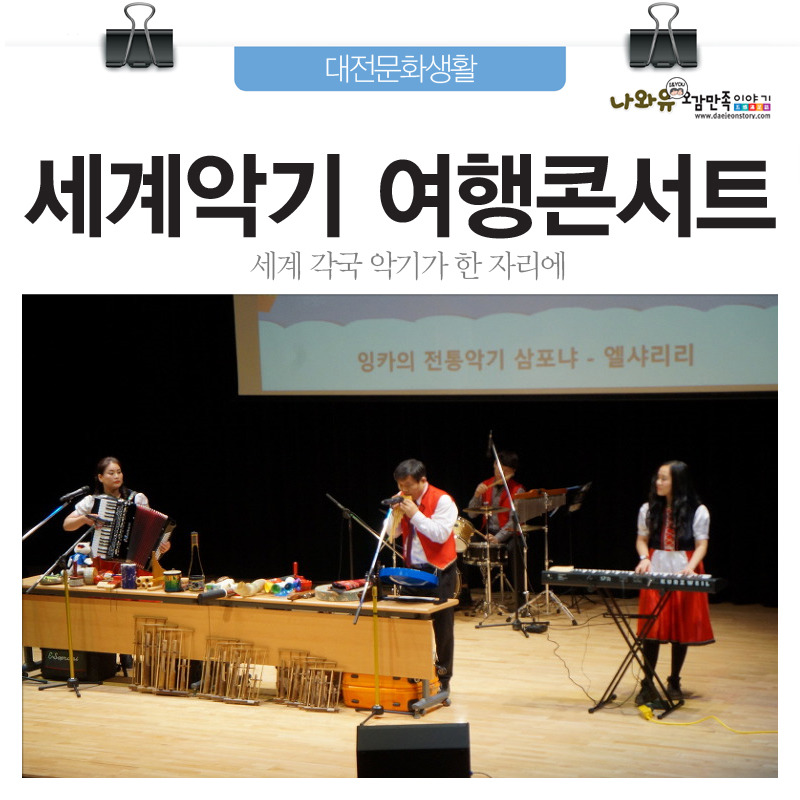 대전문화생활
나와유 오감만족이야기
www.daejeonstory.com
세계악기 여행콘서트
세계 각국 악기가 한 자리에
잉카의 전통악기 삼포냐 - 엘샤리리